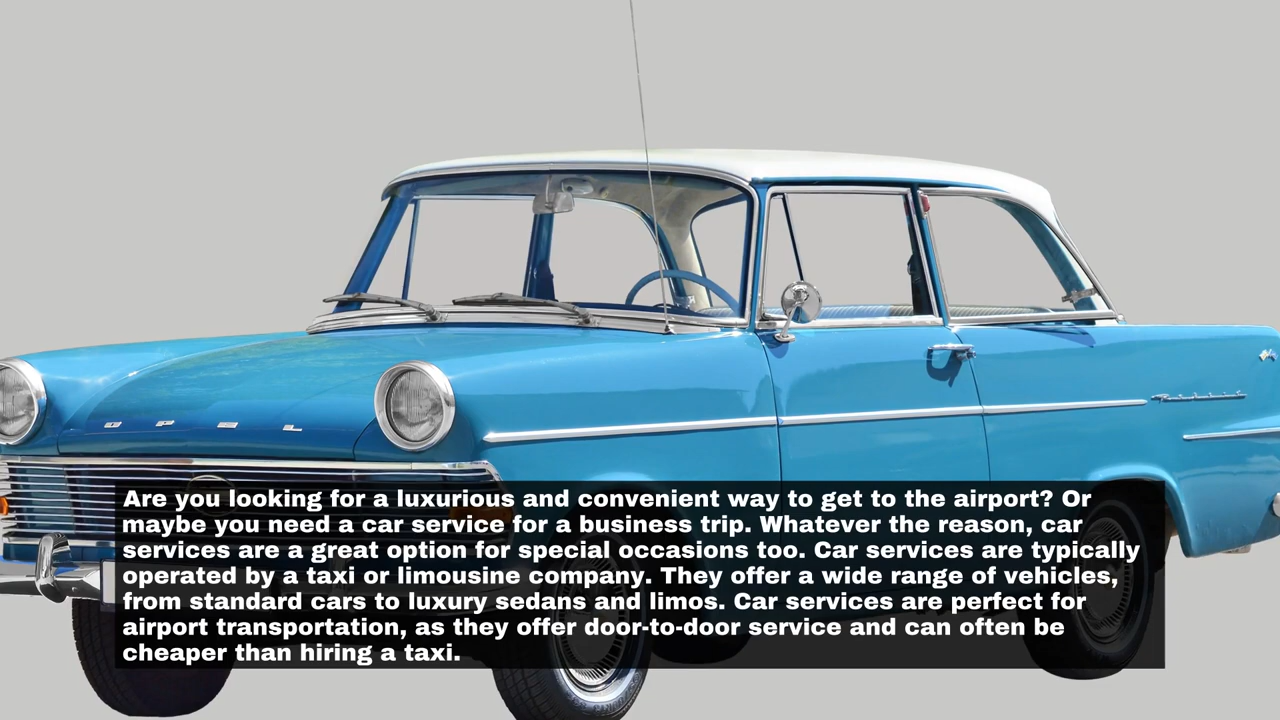 OPEL
Are you looking for a luxurious and convenient way to get to the airport? Or
maybe you need a car service for a business trip. Whatever the reason, car
services are a great option for special occasions too. Car services are typically
operated by a taxi or limousine company. They offer a wide range of vehicles,
from standard cars to luxury sedans and limos. Car services are perfect for
airport transportation, as they offer door-to-door service and can often be
cheaper than hiring a taxi.